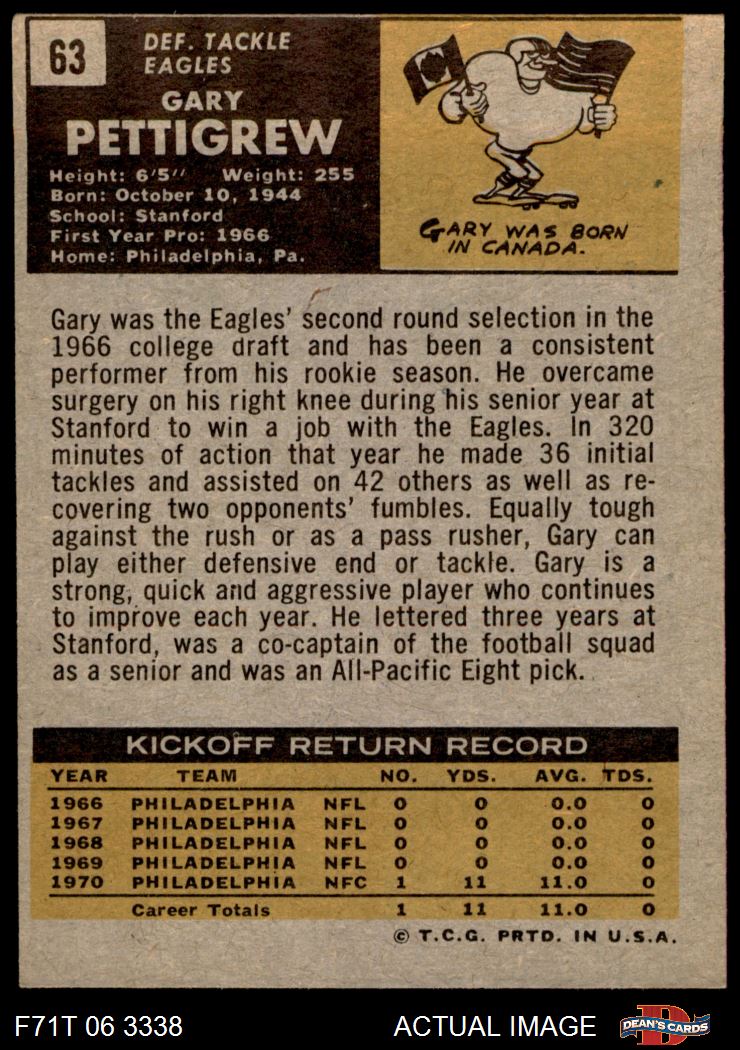 63
DEF. TACKLE
EAGLES
GARY
PETTIGREW
Height: 6'5" Weight: 255
Born: October 10, 1944
School: Stanford
First Year Pro: 1966
Home: Philadelphia, Pa.
GARY WAS BORN
IN CANADA.
Gary was the Eagles' second round selection in the
1966 college draft and has been a consistent
performer from his rookie season. He overcame
surgery on his right knee during his senior year at
Stanford to win a job with the Eagles. In 320
minutes of action that year he made 36 initial
tackles and assisted on 42 others as well as re-
covering two opponents' fumbles. Equally tough
against the rush or as a pass rusher, Gary can
play either defensive end or tackle. Gary is a
strong, quick and aggressive player who continues
to improve each year. He lettered three years at
Stanford, was a co-captain of the football squad
as a senior and was an All-Pacific Eight pick.
KICKOFF RETURN RECORD
YEAR TEAM NO. YDS. AVG. TDS.
1966 PHILADELPHIA NFL 0 0 0.0 0
1967 PHILADELPHIA NFL 0 0 0.0 0
1968 PHILADELPHIA NFL 0 0 0.0 0
1969 PHILADELPHIA NFL 0 0 0.0 0
1970 PHILADELPHIA NFC 1 11 11.0 0
Career Totals 1 11 11.0 0
© T.C.G. PRTD. IN U.S.A.
F71T 06 3338 ACTUAL IMAGE D DEAN'S CARDS